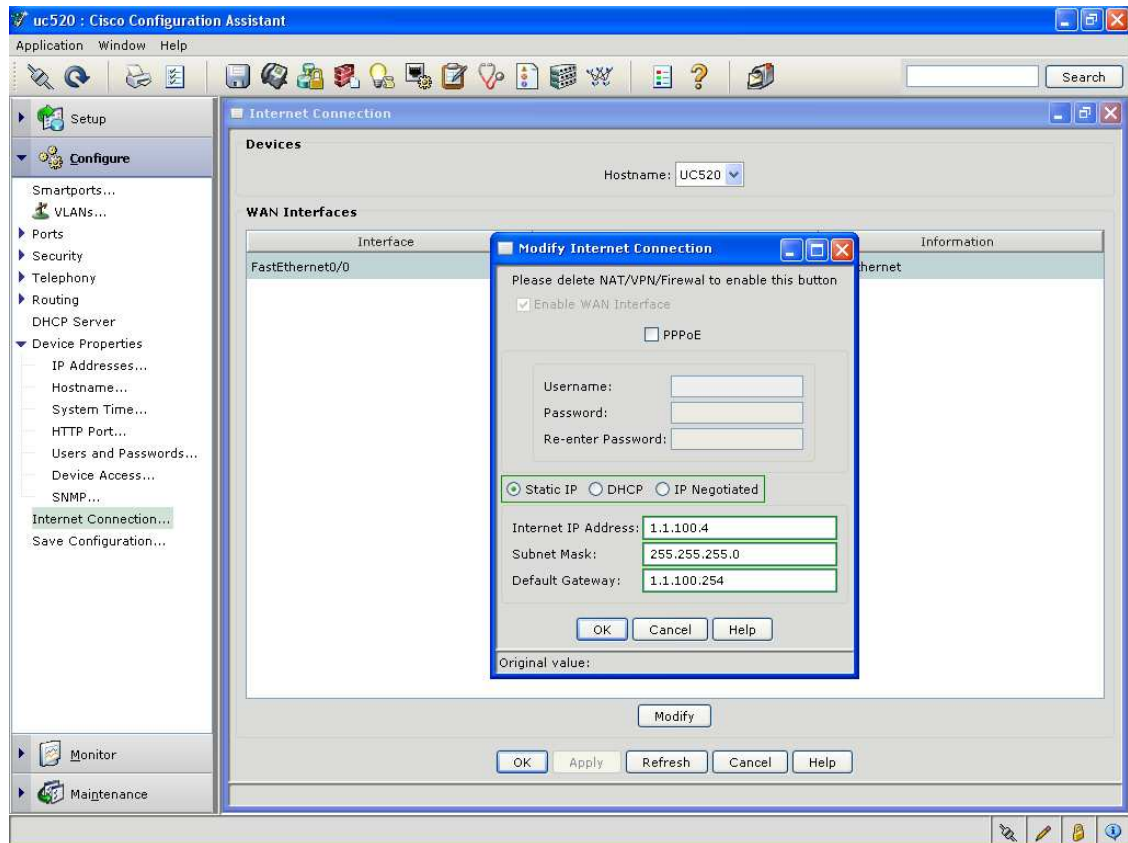 uc520 : Cisco Configuration Assistant
Application Window Help
Search
Setup
Configure
Smartports...
VLANs...
Ports
Security
Telephony
Routing
DHCP Server
Device Properties
IP Addresses...
Hostname...
System Time...
HTTP Port...
Users and Passwords...
Device Access...
SNMP...
Internet Connection...
Save Configuration...
Monitor
Maintenance
Internet Connection
Devices
Hostname: UC520
WAN Interfaces
Interface Information
FastEthernet0/0 hernet
Modify Internet Connection
Please delete NAT/VPN/Firewal to enable this button
Enable WAN Interface
PPPoE
Username:
Password:
Re-enter Password:
Static IP DHCP IP Negotiated
Internet IP Address: 1.1.100.4
Subnet Mask: 255.255.255.0
Default Gateway: 1.1.100.254
OK Cancel Help
Original value:
Modify
OK Apply Refresh Cancel Help